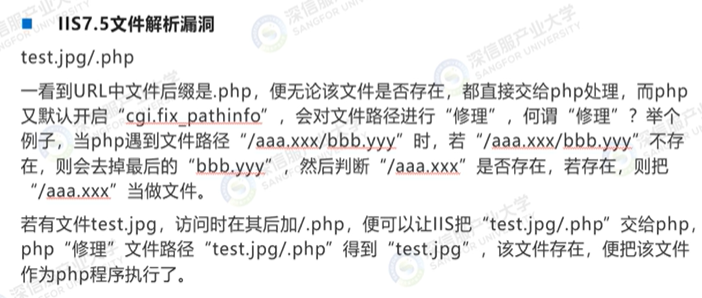 IIS7.5文件解析漏洞
test.jpg/.php
一看到URL中文件后缀是.php，便无论该文件是否存在，都直接交给php处理，而php
又默认开启“cgi.fix_pathinfo”，会对文件路径进行“修理”，何谓“修理”？举个
例子，当php遇到文件路径“/aaa.xxx/bbb.yyy”时，若“/aaa.xxx/bbb.yyy”不存
在，则会去掉最后的“bbb.yyy”，然后判断“/aaa.xxx”是否存在，若存在，则把
“/aaa.xxx”当做文件。
若有文件test.jpg，访问时在其后加/.php，便可以让IIS把“test.jpg/.php”交给php，
php“修理”文件路径“test.jpg/.php”得到“test.jpg”，该文件存在，便把该文件
作为php程序执行了。
深信服产业大学
SANGFOR UNIVERSITY